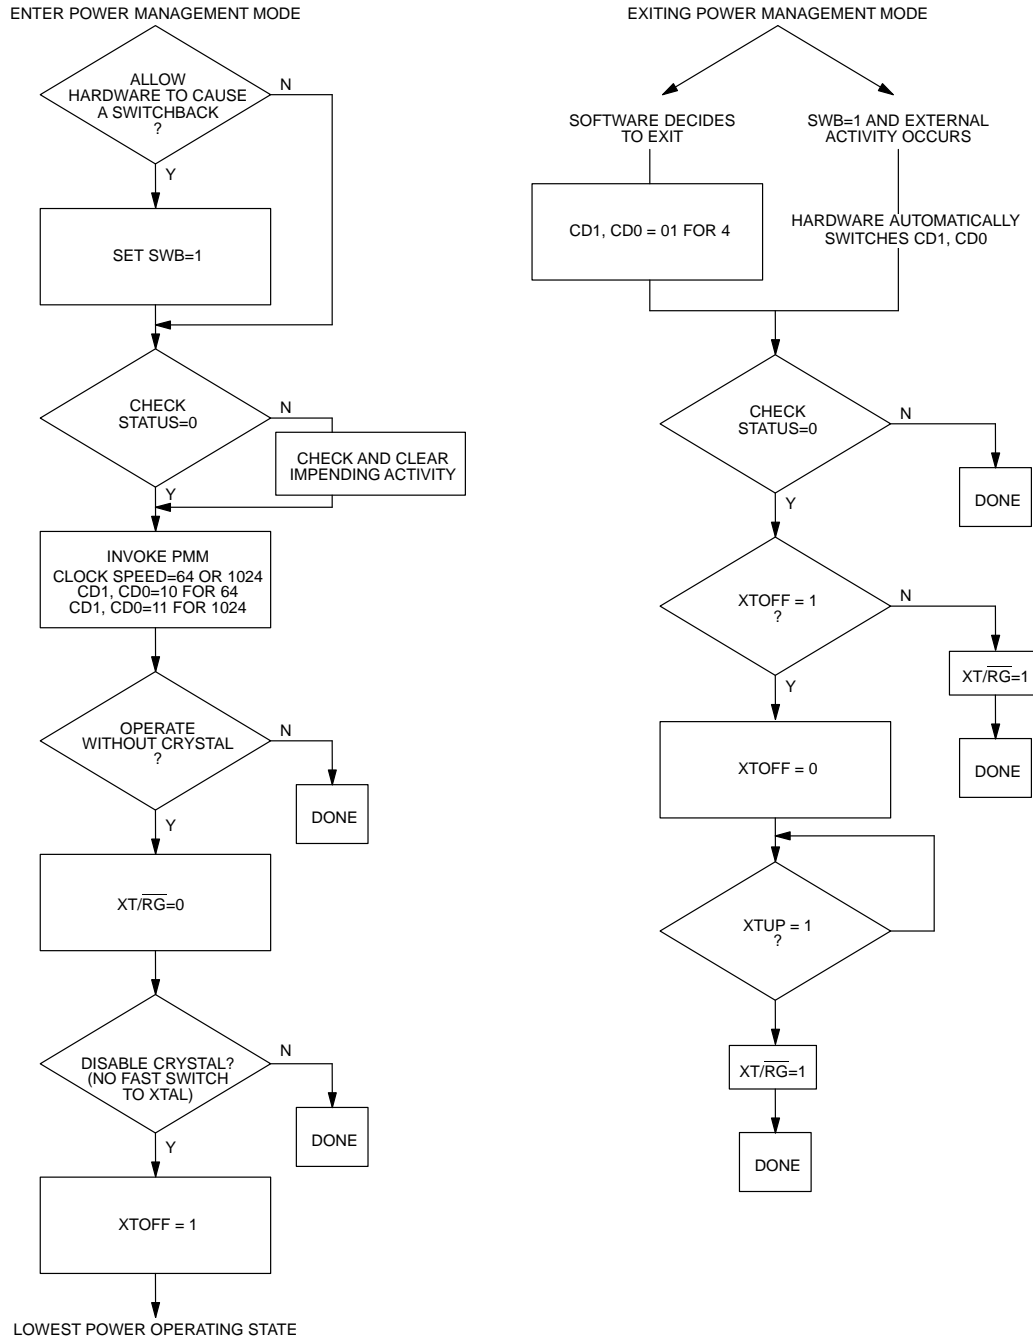 ENTER POWER MANAGEMENT MODE
ALLOW
HARDWARE TO CAUSE
A SWITCHBACK
?
N
Y
SET SWB=1
CHECK
STATUS=0
N
CHECK AND CLEAR
IMPENDING ACTIVITY
Y
INVOKE PMM
CLOCK SPEED=64 OR 1024
CD1, CD0=10 FOR 64
CD1, CD0=11 FOR 1024
OPERATE
WITHOUT CRYSTAL
?
N
DONE
Y
XT/R̅G̅=0
DISABLE CRYSTAL?
(NO FAST SWITCH
TO XTAL)
N
DONE
Y
XTOFF = 1
LOWEST POWER OPERATING STATE
EXITING POWER MANAGEMENT MODE
SOFTWARE DECIDES
TO EXIT
SWB=1 AND EXTERNAL
ACTIVITY OCCURS
CD1, CD0 = 01 FOR 4
HARDWARE AUTOMATICALLY
SWITCHES CD1, CD0
CHECK
STATUS=0
N
DONE
Y
XTOFF = 1
?
N
XT/R̅G̅=1
DONE
Y
XTOFF = 0
XTUP = 1
?
XT/R̅G̅=1
DONE